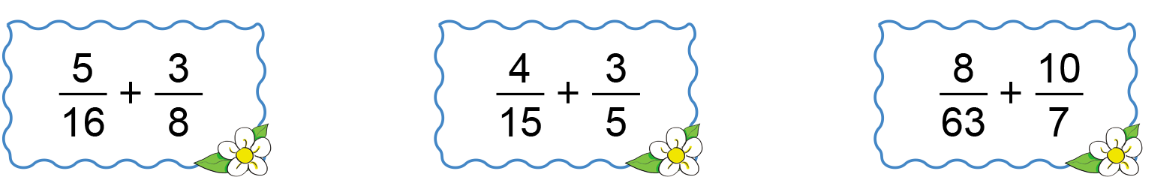 5/16 + 3/8
4/15 + 3/5
8/63 + 10/7